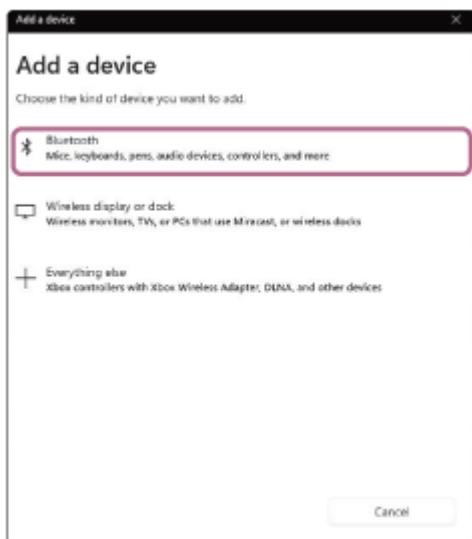 Add a device
Add a device
Choose the kind of device you want to add.
Bluetooth
Mice, keyboards, pens, audio devices, controllers, and more
Wireless display or dock
Wireless monitors, TVs, or PCs that use Miracast, or wireless docks
Everything else
Xbox controllers with Xbox Wireless Adapter, DLNA, and other devices
Cancel